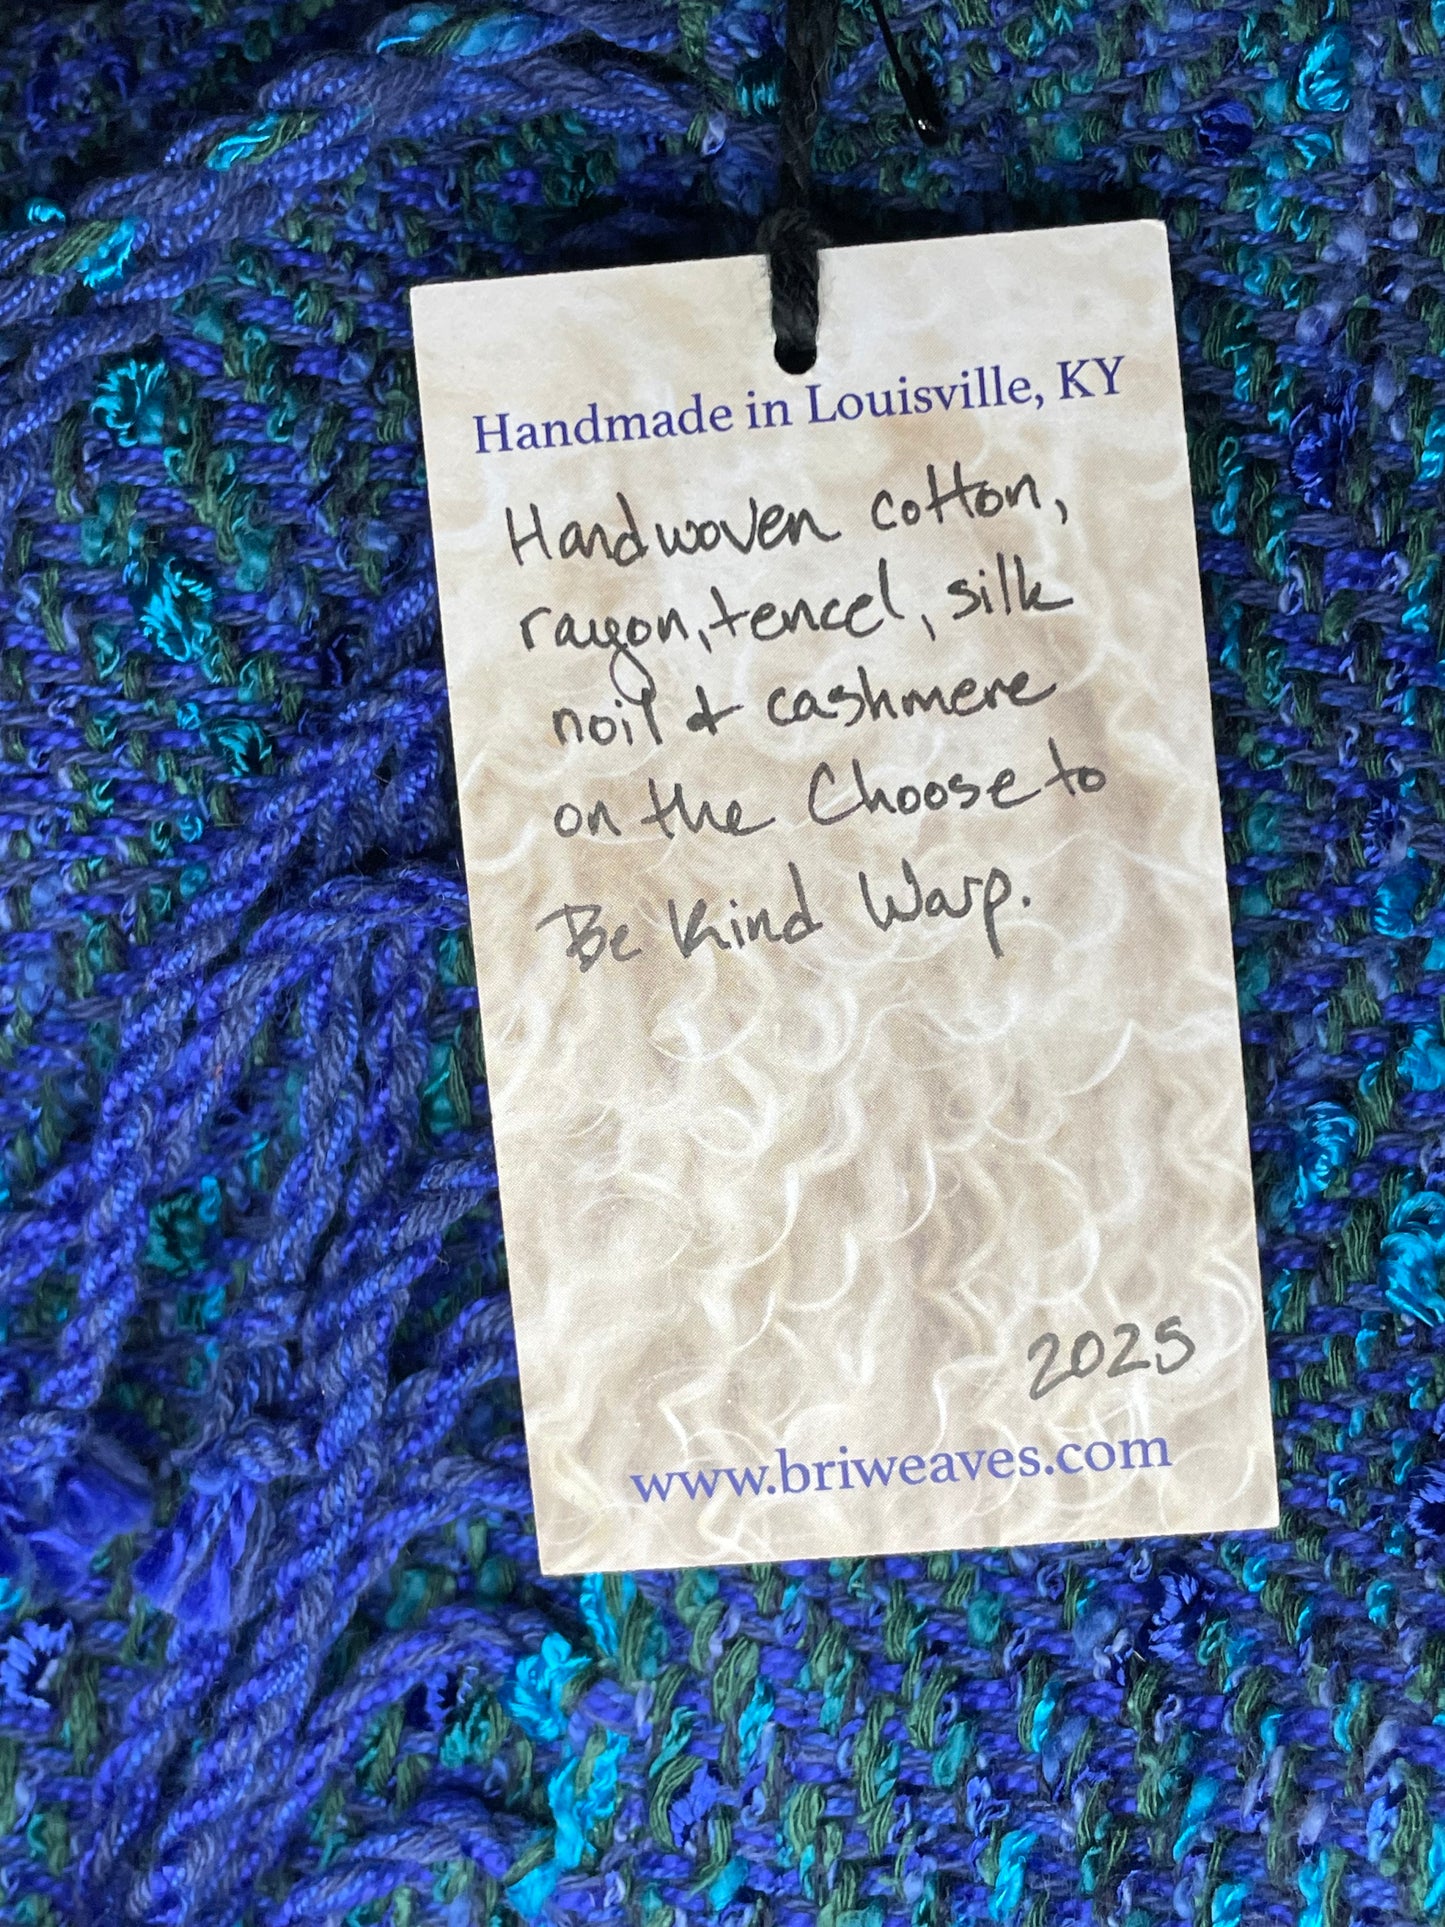 Handmade in Louisville, KY
Handwoven cotton,
rayon, tencel, silk
noil & cashmere
on the Choose to
Be Kind Warp.
2025
www.briweaves.com